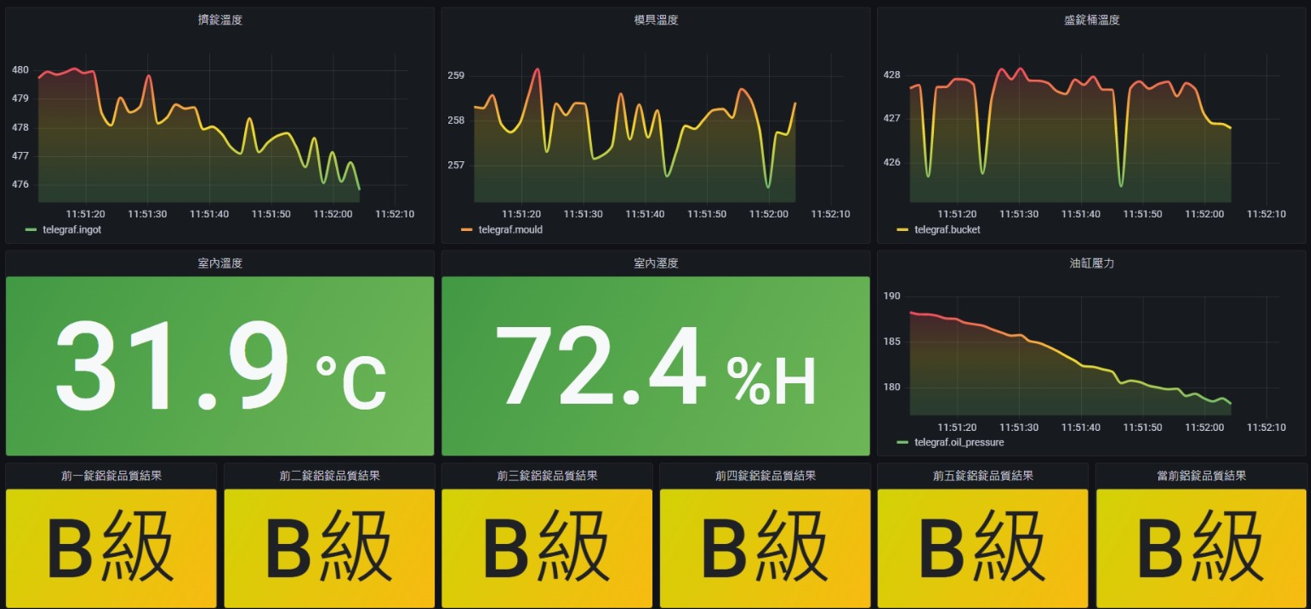 擠錠溫度
480
479
478
477
476
11:51:20 11:51:30 11:51:40 11:51:50 11:52:00 11:52:10
telegraf.ingot
模具溫度
259
258
257
11:51:20 11:51:30 11:51:40 11:51:50 11:52:00 11:52:10
telegraf.mould
盛錠桶溫度
428
427
426
11:51:20 11:51:30 11:51:40 11:51:50 11:52:00 11:52:10
telegraf.bucket
室內溫度
31.9 °C
室內溼度
72.4 %H
油缸壓力
190
185
180
11:51:20 11:51:30 11:51:40 11:51:50 11:52:00 11:52:10
telegraf.oil_pressure
前一錠鋁錠品質結果
B級
前二錠鋁錠品質結果
B級
前三錠鋁錠品質結果
B級
前四錠鋁錠品質結果
B級
前五錠鋁錠品質結果
B級
當前鋁錠品質結果
B級